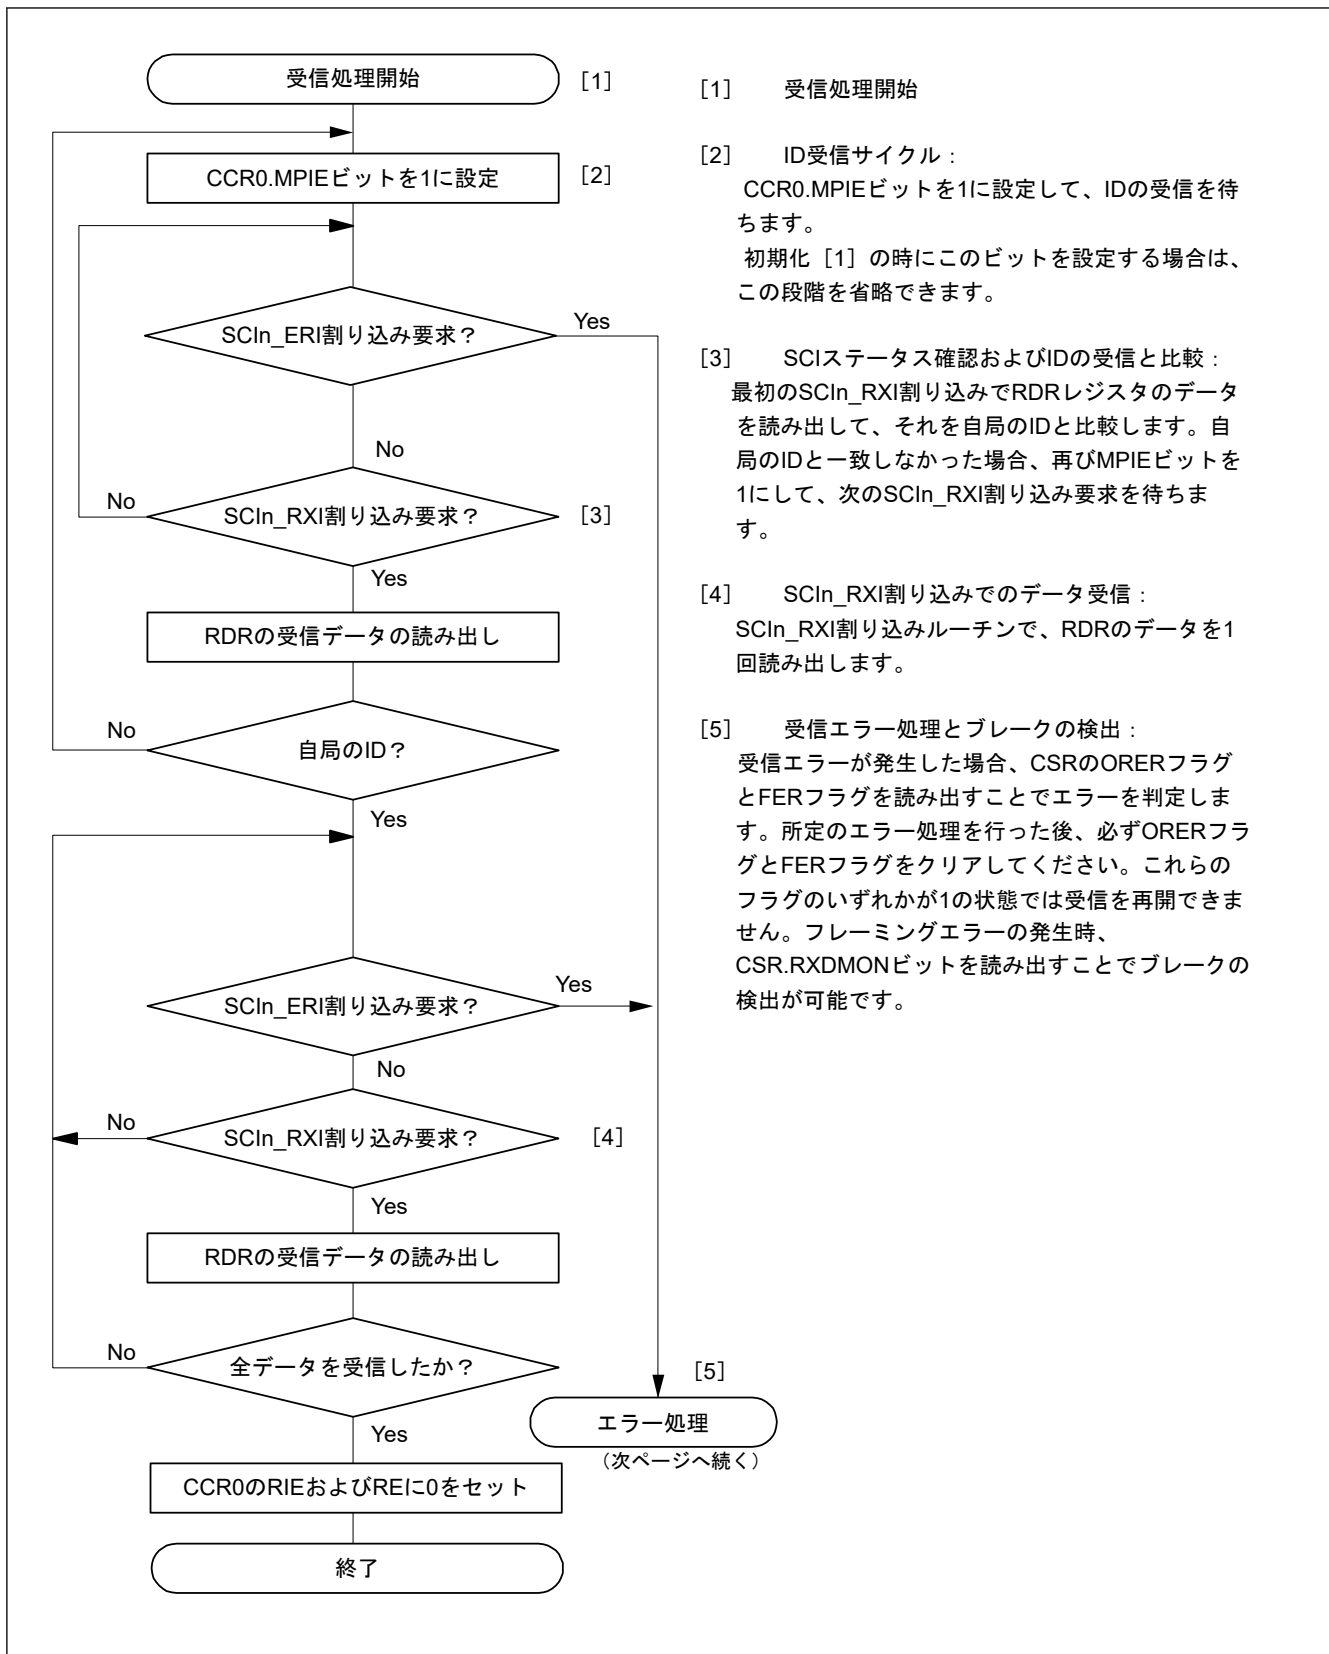 受信処理開始 [1]
CCR0.MPIEビットを1に設定 [2]
SCIn_ERI割り込み要求？
Yes
No
SCIn_RXI割り込み要求？ [3]
No
Yes
RDRの受信データの読み出し
自局のID？
No
Yes
SCIn_ERI割り込み要求？
Yes
No
SCIn_RXI割り込み要求？ [4]
No
Yes
RDRの受信データの読み出し
全データを受信したか？
No
Yes
[5]
エラー処理
（次ページへ続く）
CCR0のRIEおよびREに0をセット
終了
[1] 受信処理開始
[2] ID受信サイクル：
CCR0.MPIEビットを1に設定して、IDの受信を待
ちます。
初期化［1］の時にこのビットを設定する場合は、
この段階を省略できます。
[3] SCIステータス確認およびIDの受信と比較：
最初のSCIn_RXI割り込みでRDRレジスタのデータ
を読み出して、それを自局のIDと比較します。自
局のIDと一致しなかった場合、再びMPIEビットを
1にして、次のSCIn_RXI割り込み要求を待ちま
す。
[4] SCIn_RXI割り込みでのデータ受信：
SCIn_RXI割り込みルーチンで、RDRのデータを1
回読み出します。
[5] 受信エラー処理とブレークの検出：
受信エラーが発生した場合、CSRのORERフラグ
とFERフラグを読み出すことでエラーを判定しま
す。所定のエラー処理を行った後、必ずORERフラ
グとFERフラグをクリアしてください。これらの
フラグのいずれかが1の状態では受信を再開できま
せん。フレーミングエラーの発生時、
CSR.RXDMONビットを読み出すことでブレークの
検出が可能です。